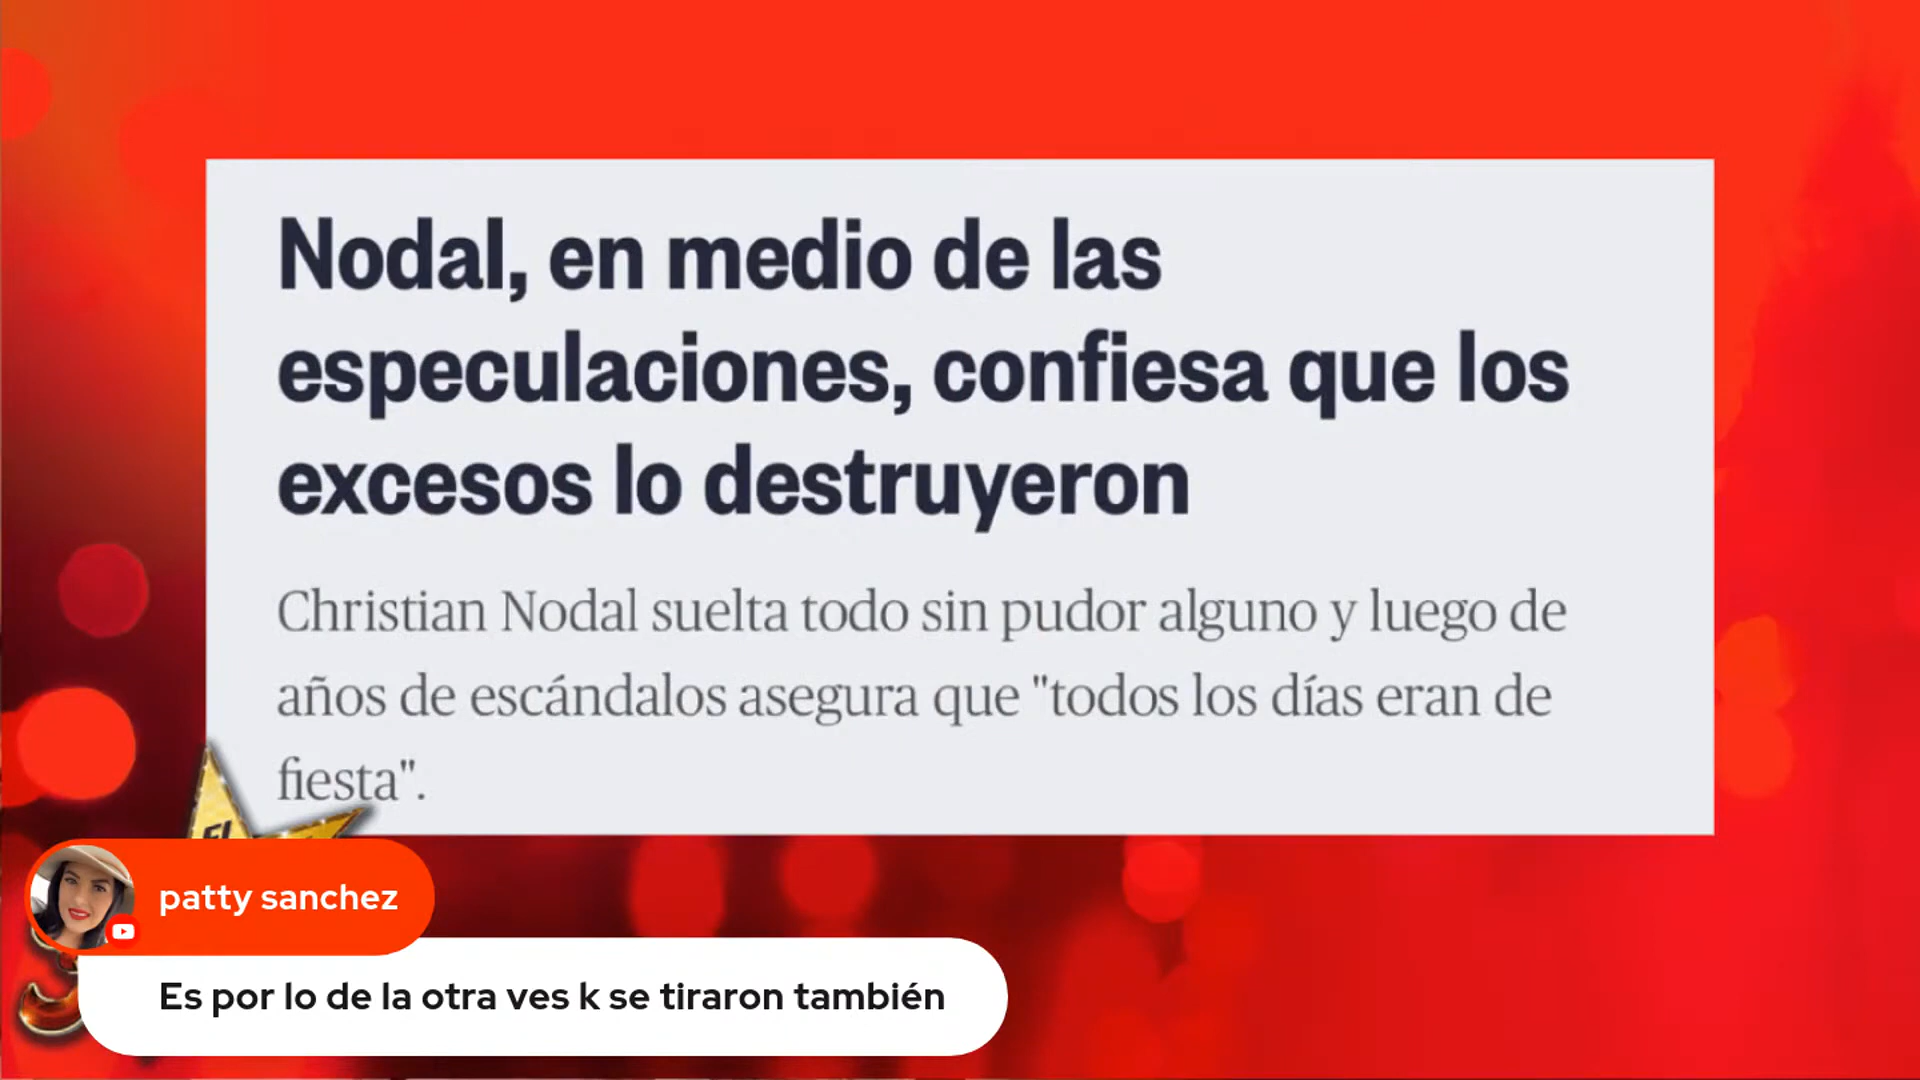 Nodal, en medio de las
especulaciones, confiesa que los
excesos lo destruyeron
Christian Nodal suelta todo sin pudor alguno y luego de
años de escándalos asegura que "todos los días eran de
fiesta".
EL
patty sanchez
Es por lo de la otra ves k se tiraron también